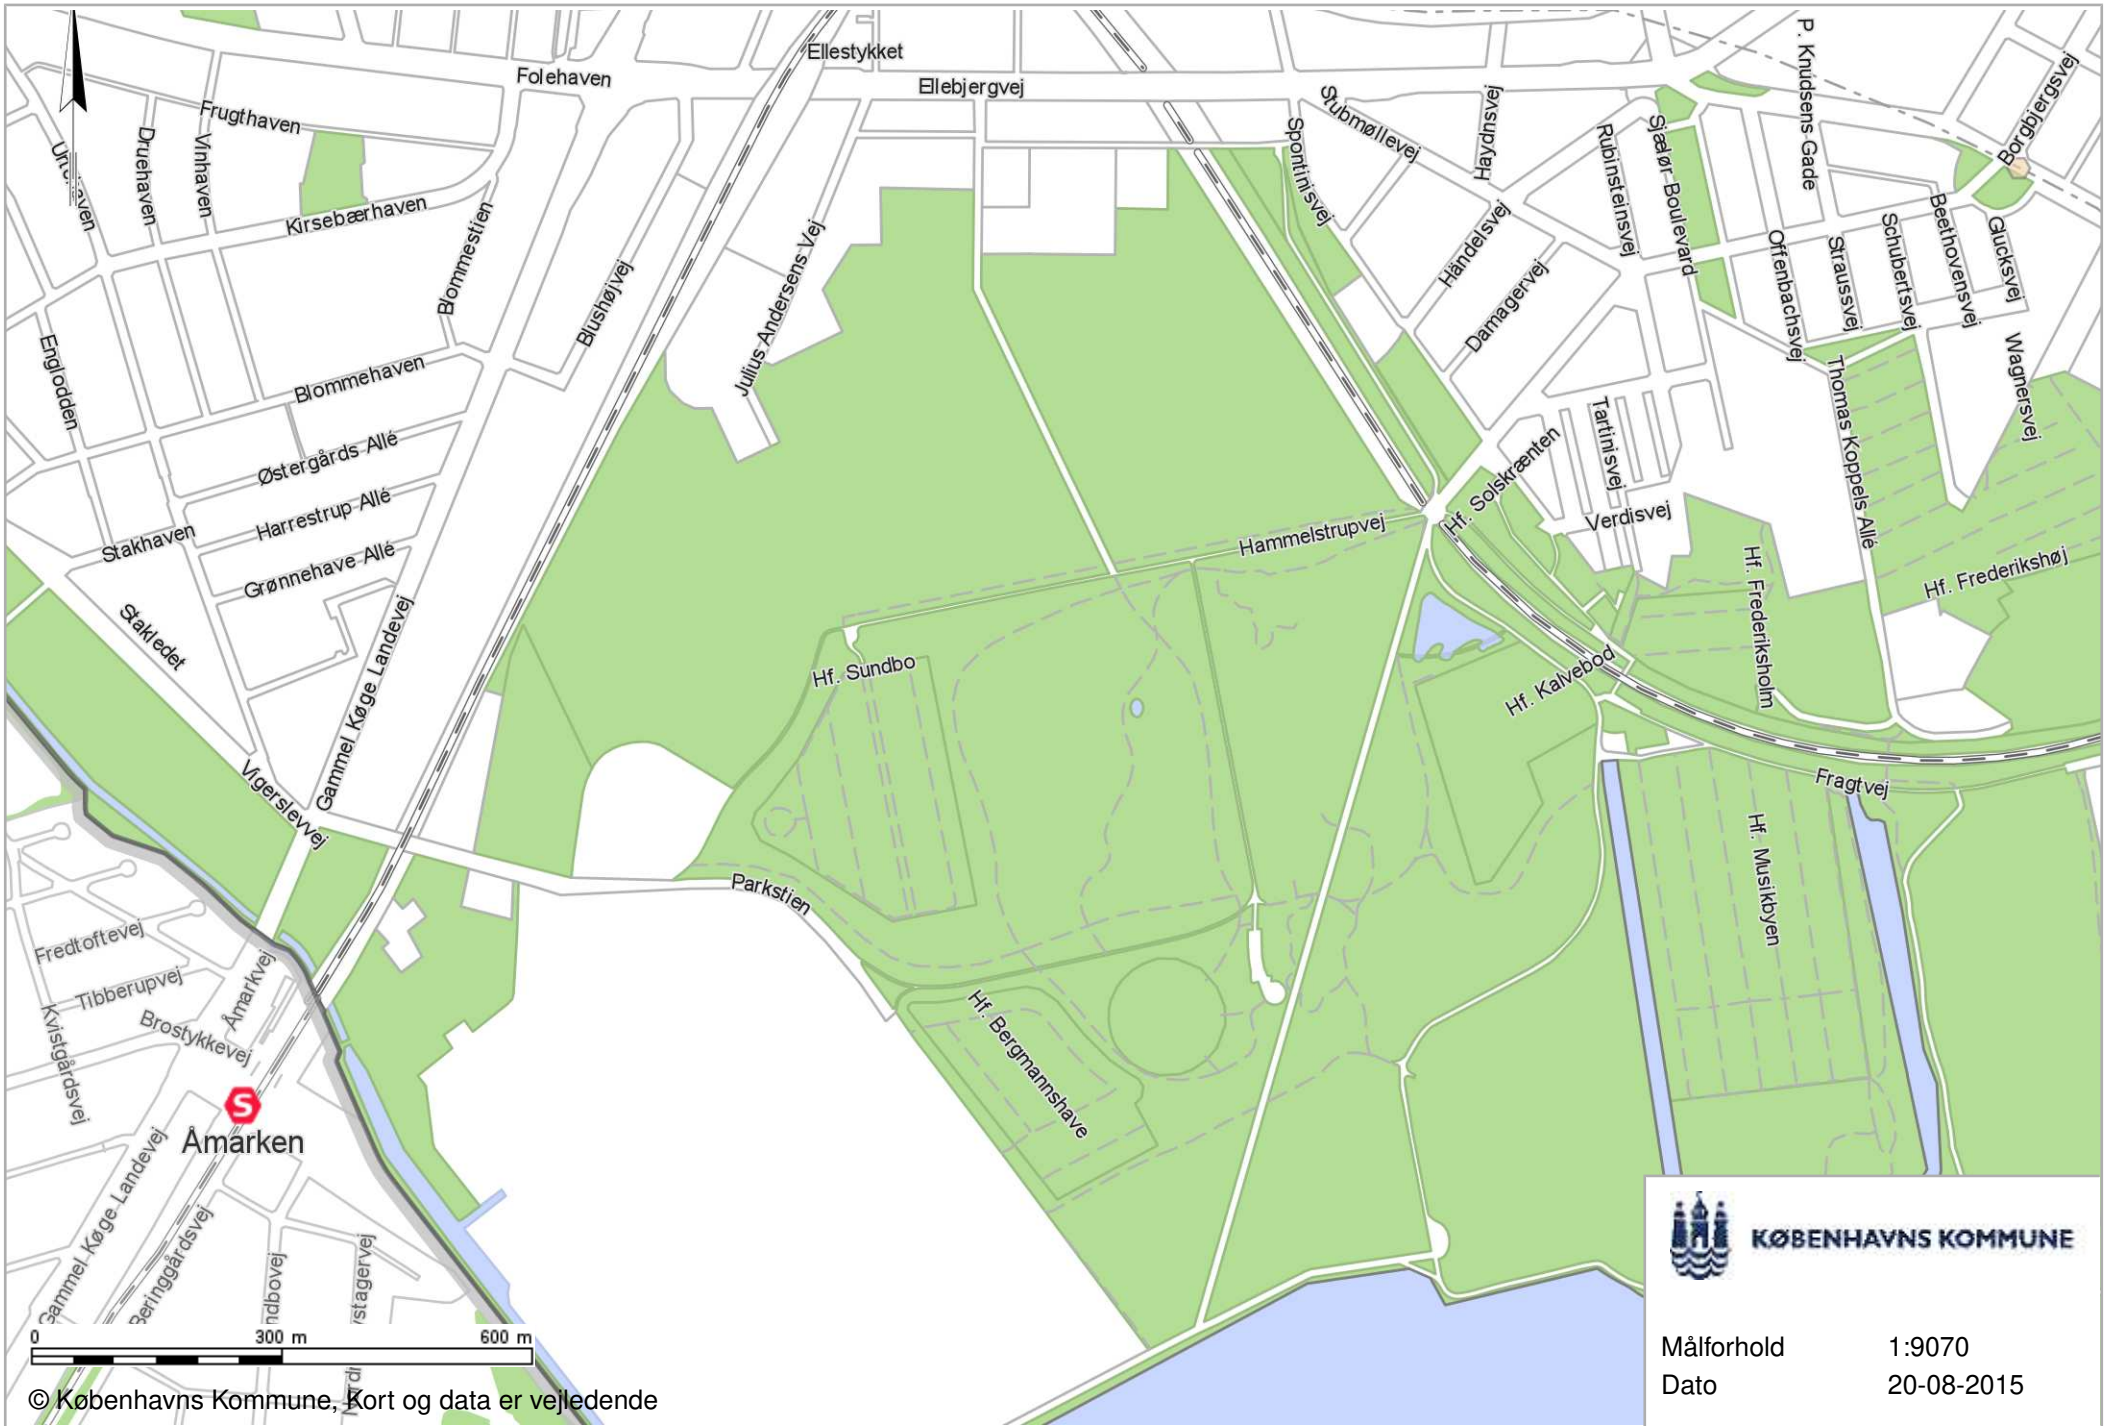 Ellestykket
Folehaven
Ellebjergvej
P. Knudsens Gade
Borgbjergsvej
Frugthaven
Druehaven
Vinhaven
Stubmøllevej
Haydnsvej
Spontinisvej
Rubinsteinsvej
Sjælør Boulevard
Kirsebærhaven
Blommestien
Blushøjvej
Julius Andersens Vej
Händelsvej
Damagervej
Offenbachsvej
Straussvej
Schubertsvej
Beethovensvej
Glucksvej
Wagnersvej
Englodden
Blommehaven
Østergårds Allé
Harrestrup Allé
Stakhaven
Grønnehave Allé
Stakledet
Gammel Køge Landevej
Vigerslevvej
Hammelstrupvej
Hf. Solskrænten
Tartinisvej
Verdisvej
Thomas Koppels Allé
Hf. Frederiksholm
Hf. Frederikshøj
Hf. Sundbo
Hf. Kalvebod
Fragtvej
Hf. Musikbyen
Parkstien
Hf. Bergmannshave
Fredtoftevej
Tibberupvej
Åmarkvej
Brostykkevej
Kvistgårdsvej
S
Åmarken
Gammel Køge Landevej
Beringgårdsvej
ndbovej
ystagervej
0 300 m 600 m
© Københavns Kommune, Kort og data er vejledende
KØBENHAVNS KOMMUNE
Målforhold 1:9070
Dato 20-08-2015